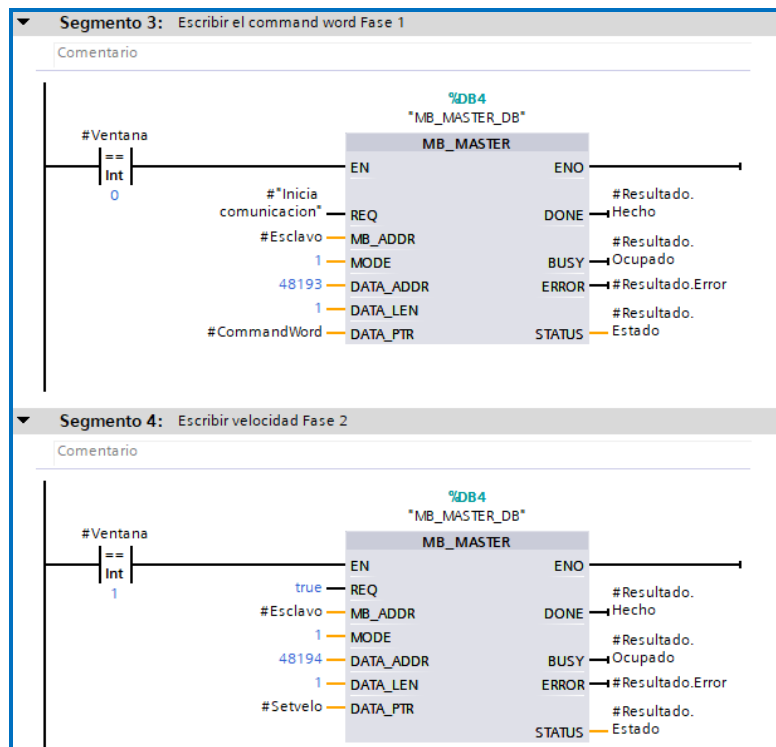 Segmento 3: Escribir el command word Fase 1
Comentario
%DB4
"MB_MASTER_DB"
#Ventana
MB_MASTER
==
EN ENO
Int
0
#"Inicia
comunicacion" REQ
#Resultado.
DONE Hecho
#Esclavo MB_ADDR
#Resultado.
1 MODE
BUSY Ocupado
48193 DATA_ADDR
ERROR #Resultado.Error
1 DATA_LEN
#Resultado.
#CommandWord DATA_PTR
STATUS Estado
Segmento 4: Escribir velocidad Fase 2
Comentario
%DB4
"MB_MASTER_DB"
#Ventana
MB_MASTER
==
EN ENO
Int
1
true REQ
#Resultado.
#Esclavo MB_ADDR
DONE Hecho
1 MODE
#Resultado.
48194 DATA_ADDR
BUSY Ocupado
1 DATA_LEN
ERROR #Resultado.Error
#Setvelo DATA_PTR
#Resultado.
STATUS Estado